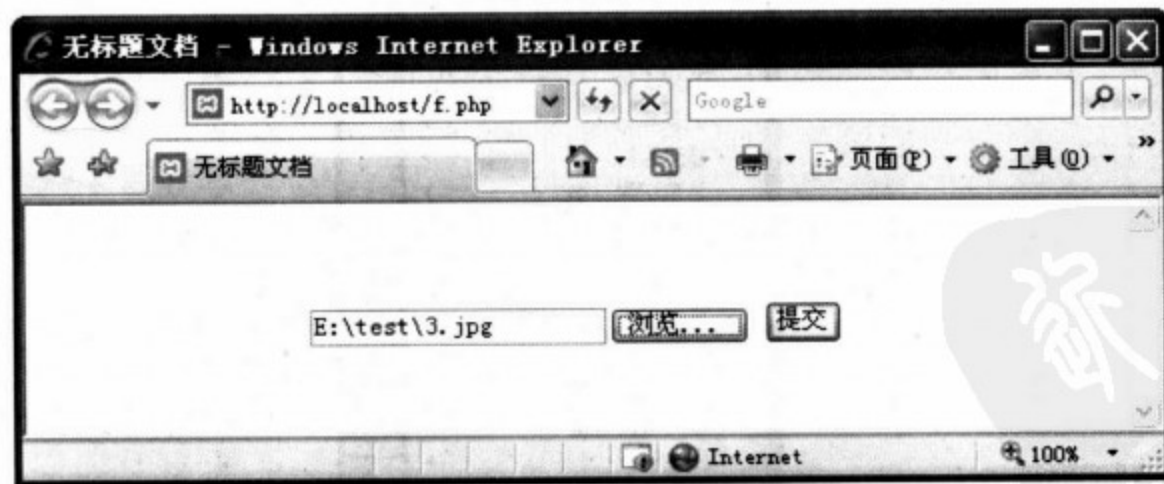 无标题文档 - Windows Internet Explorer
http://localhost/f.php
Google
无标题文档
页面(P)
工具(O)
»
E:\test\3.jpg
浏览...
提交
Internet
100%